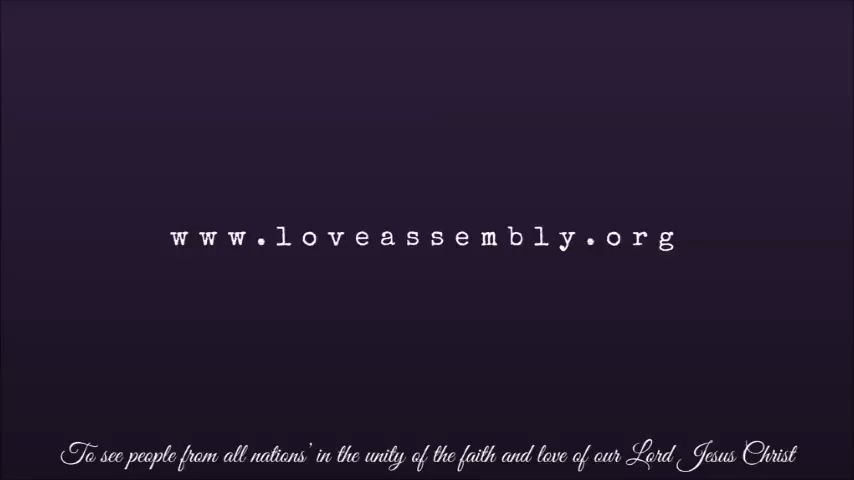 www.loveassembly.org
To see people from all nations' in the unity of the faith and love of our Lord Jesus Christ